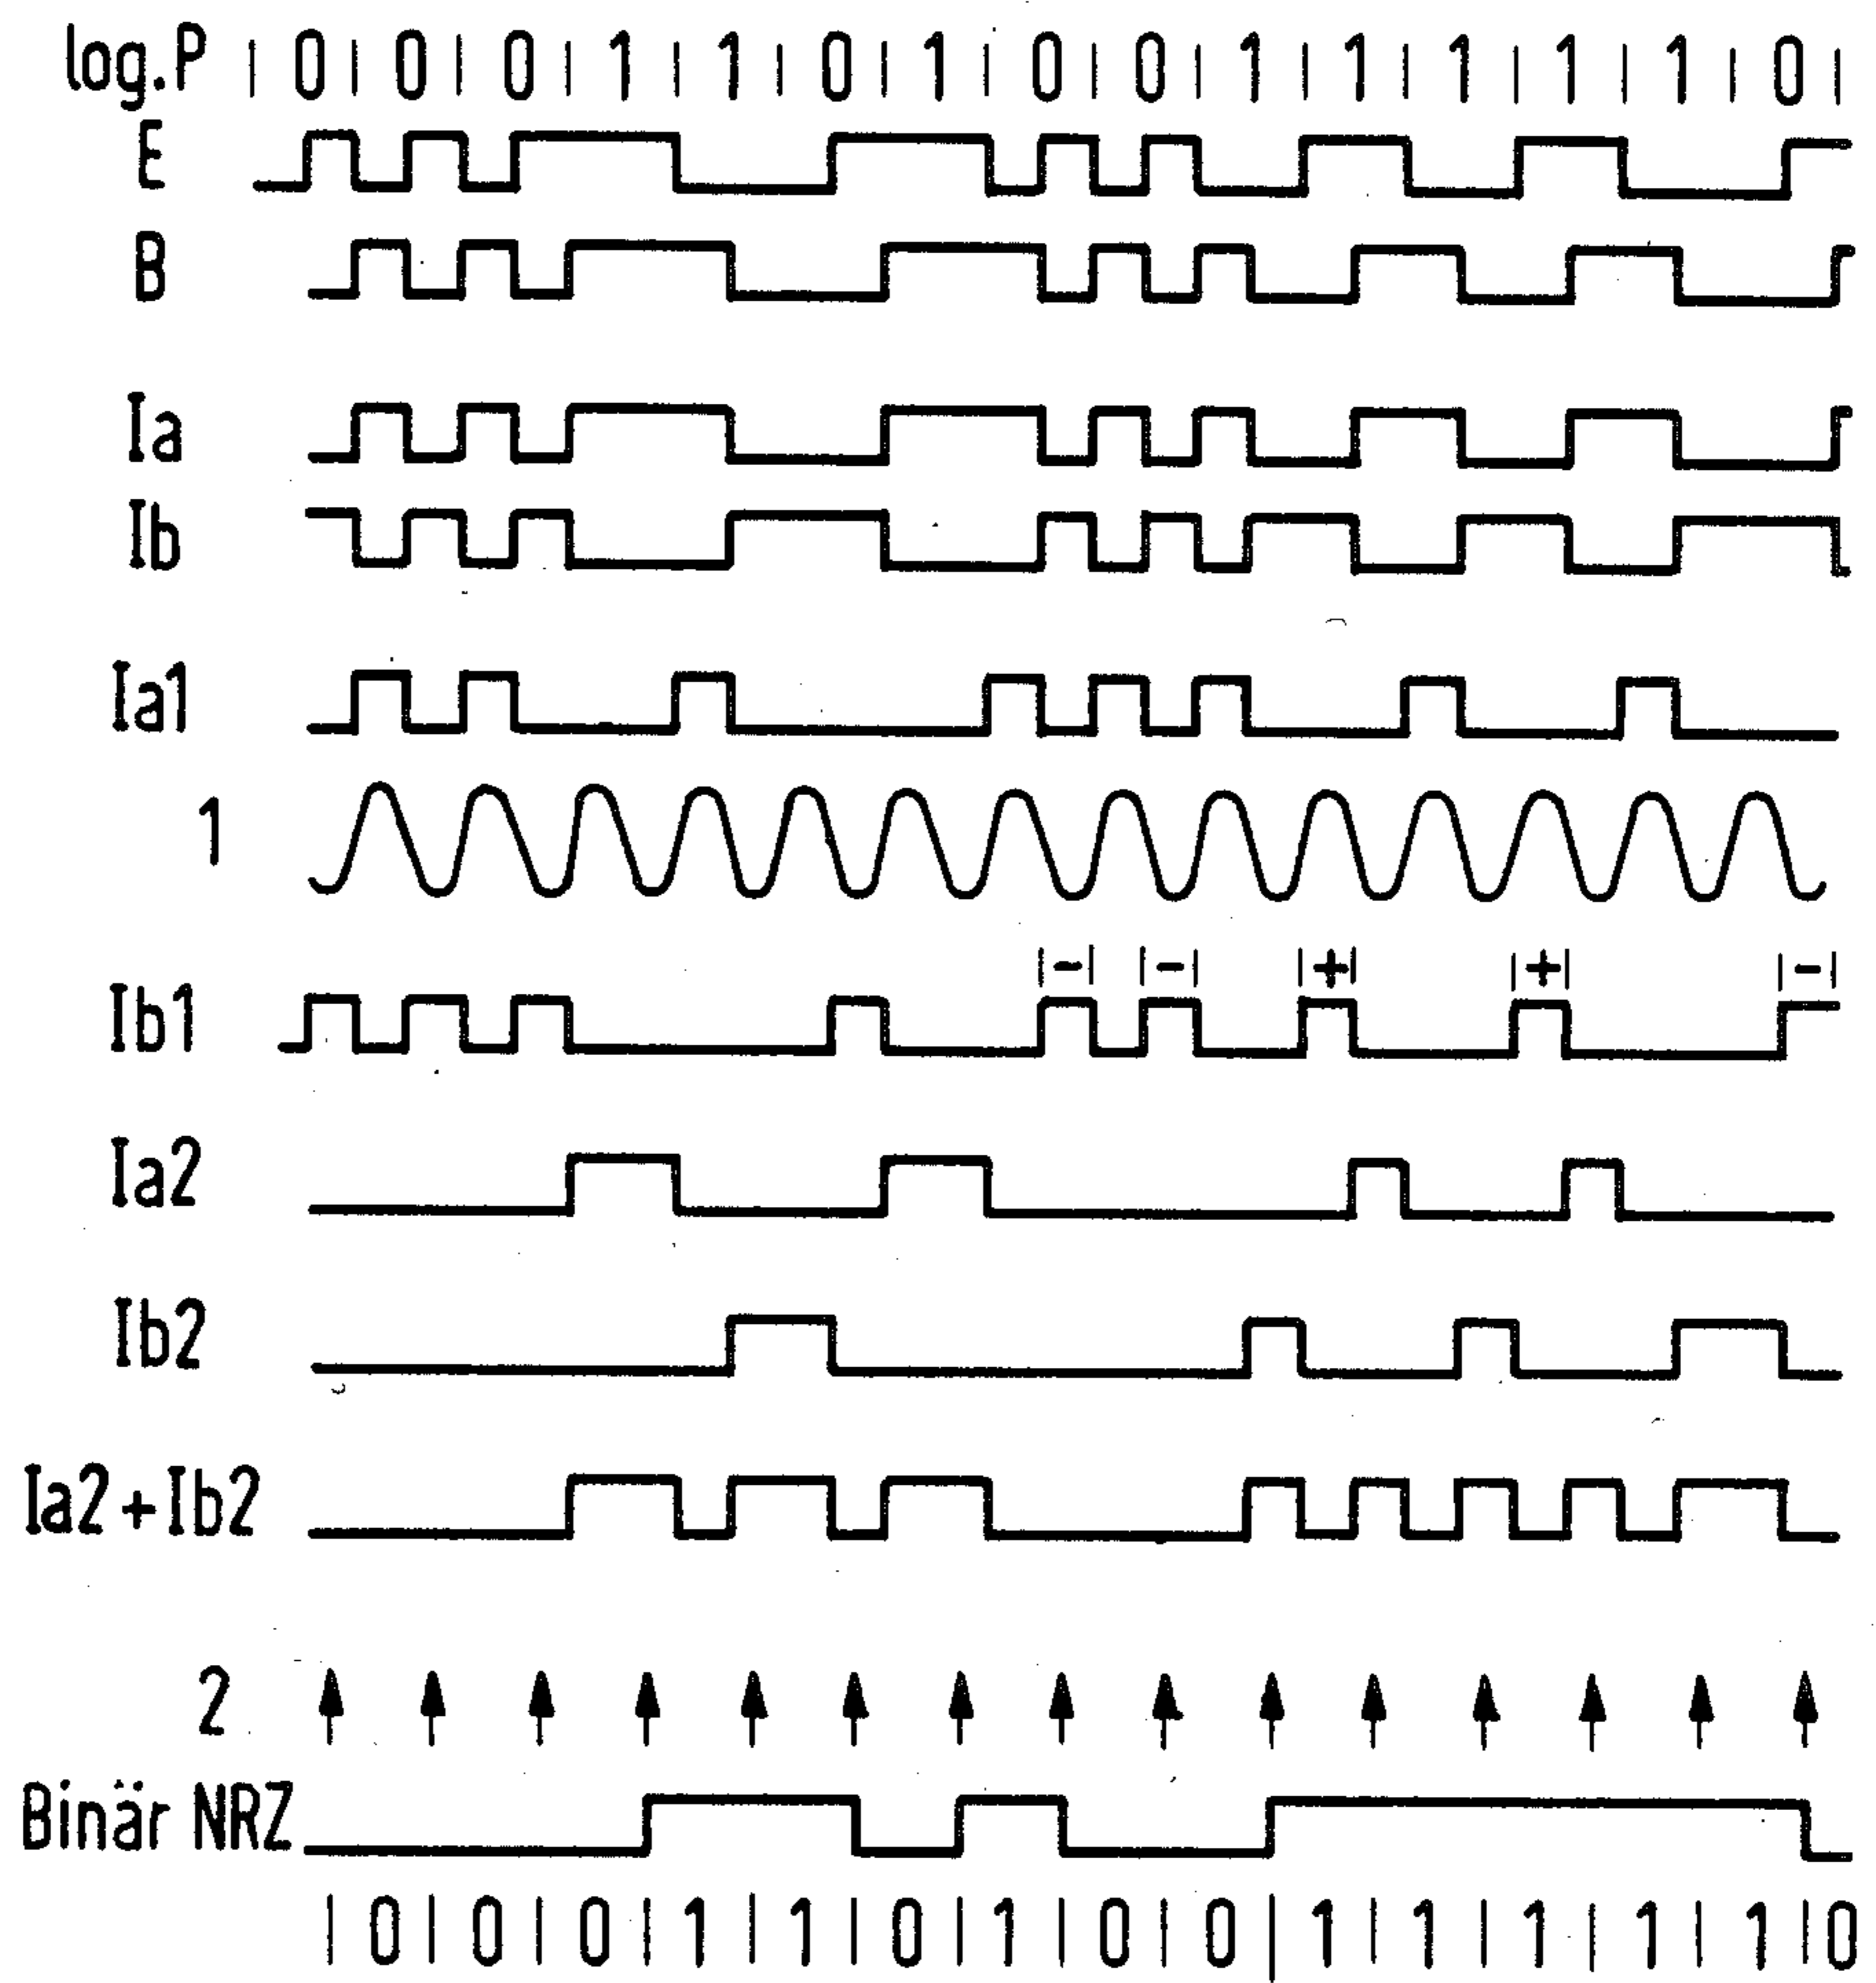 log.P | 0 | 0 | 0 | 1 | 1 | 0 | 1 | 0 | 0 | 1 | 1 | 1 | 1 | 1 | 0 |
E
B
Ia
Ib
Ia1
1
|-| |-| |+| |+| |-|
Ib1
Ia2
Ib2
Ia2+Ib2
2
Binär NRZ
| 0 | 0 | 0 | 1 | 1 | 0 | 1 | 0 | 0 | 1 | 1 | 1 | 1 | 1 | 0